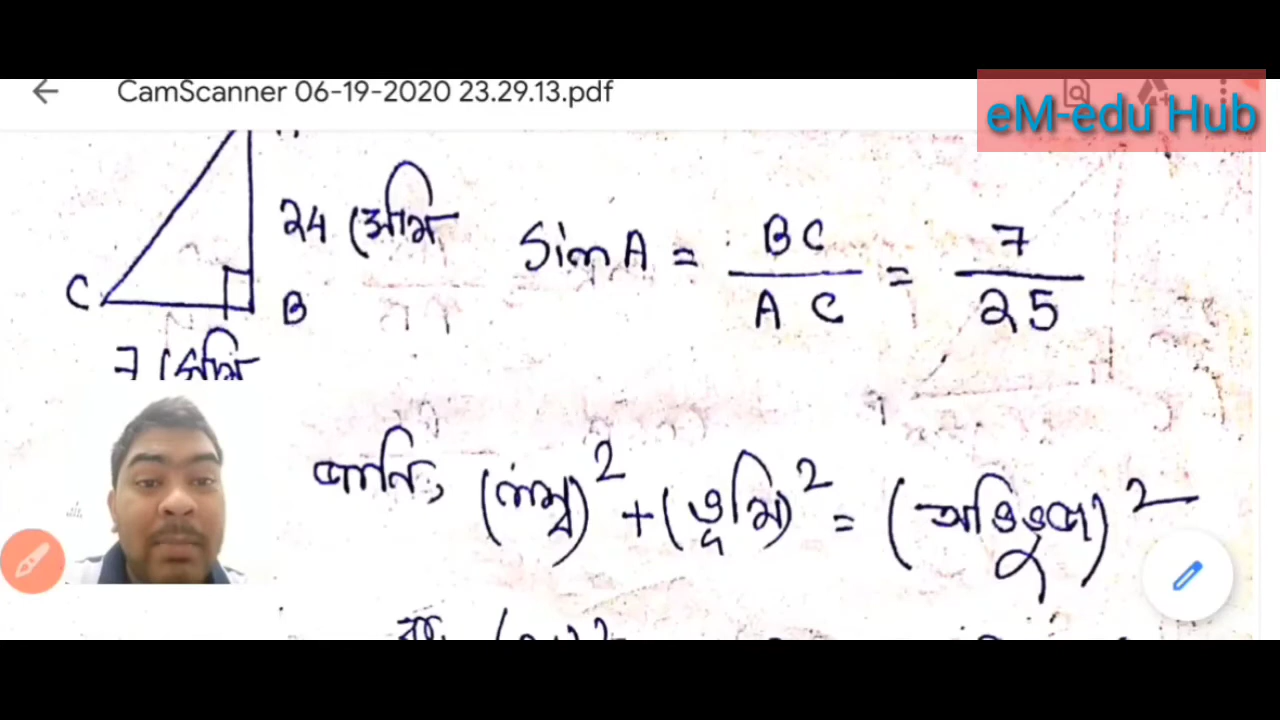 CamScanner 06-19-2020 23.29.13.pdf
eM-edu Hub
24 সেমি
Sin A = BC / AC = 7 / 25
C
B
7 সেমি
জানি, (লম্ব)² + (ভূমি)² = (অতিভুজ)²